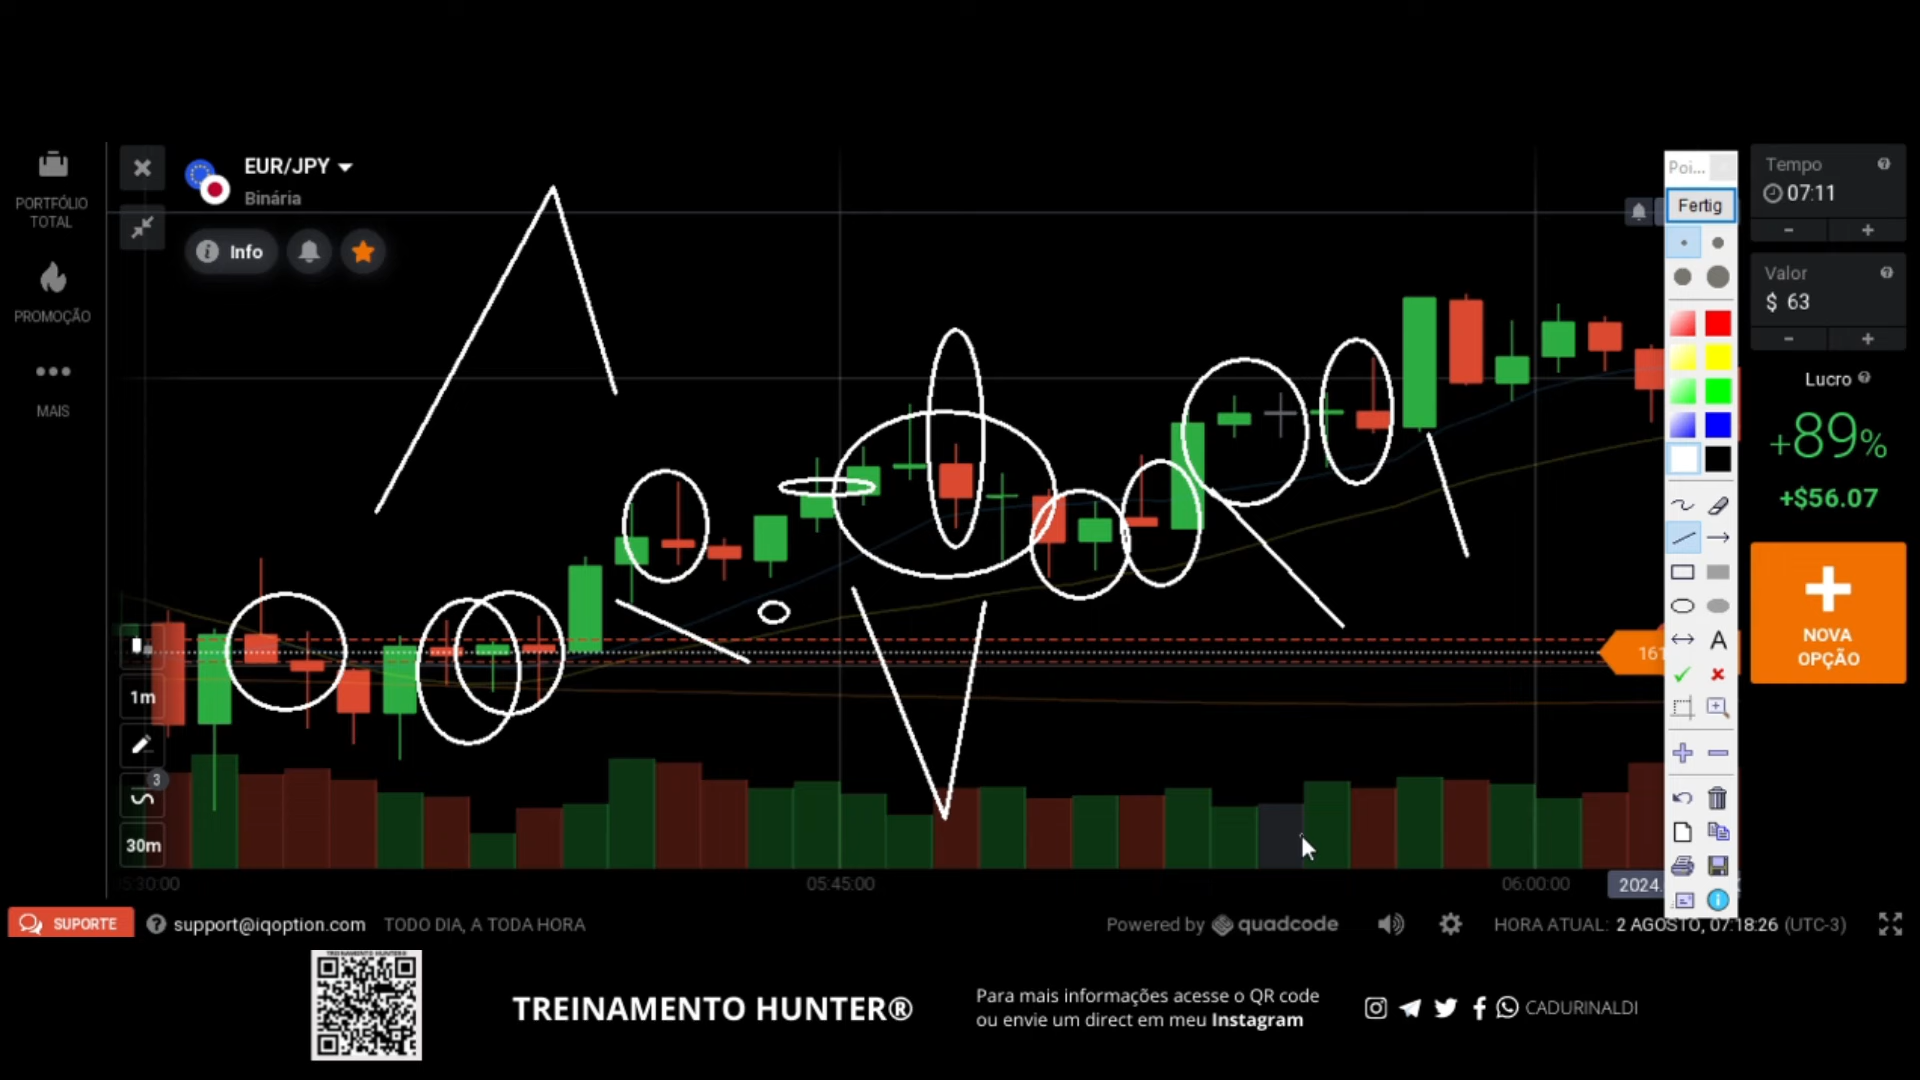 EUR/JPY
Binária
Info
PORTFÓLIO
TOTAL
PROMOÇÃO
MAIS
Poi...
Fertig
A
Tempo
07:11
Valor
$ 63
Lucro
+89%
+$56.07
NOVA
OPÇÃO
161
1m
3
30m
05:45:00
06:00:00
2024.
SUPORTE
support@iqoption.com
TODO DIA, A TODA HORA
Powered by quadcode
HORA ATUAL: 2 AGOSTO, 07:18:26 (UTC-3)
TREINAMENTO HUNTER®
Para mais informações acesse o QR code
ou envie um direct em meu Instagram
CADURINALDI